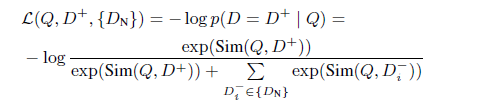 ℒ(Q, D⁺, {D_N}) = − log p(D = D⁺ | Q) =
− log exp(Sim(Q, D⁺)) / exp(Sim(Q, D⁺)) + Σ_{D_i⁻∈{D_N}} exp(Sim(Q, D_i⁻))